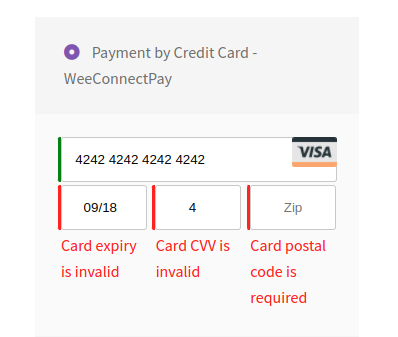 Payment by Credit Card -
WeeConnectPay
4242 4242 4242 4242 VISA
09/18 4 Zip
Card expiry Card CVV is Card postal
is invalid invalid code is
required